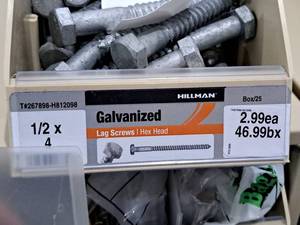 HILLMAN
T#267898-H812098
Box/25
Galvanized
Lag Screws | Hex Head
1/2 x
4
2.99ea
46.99bx